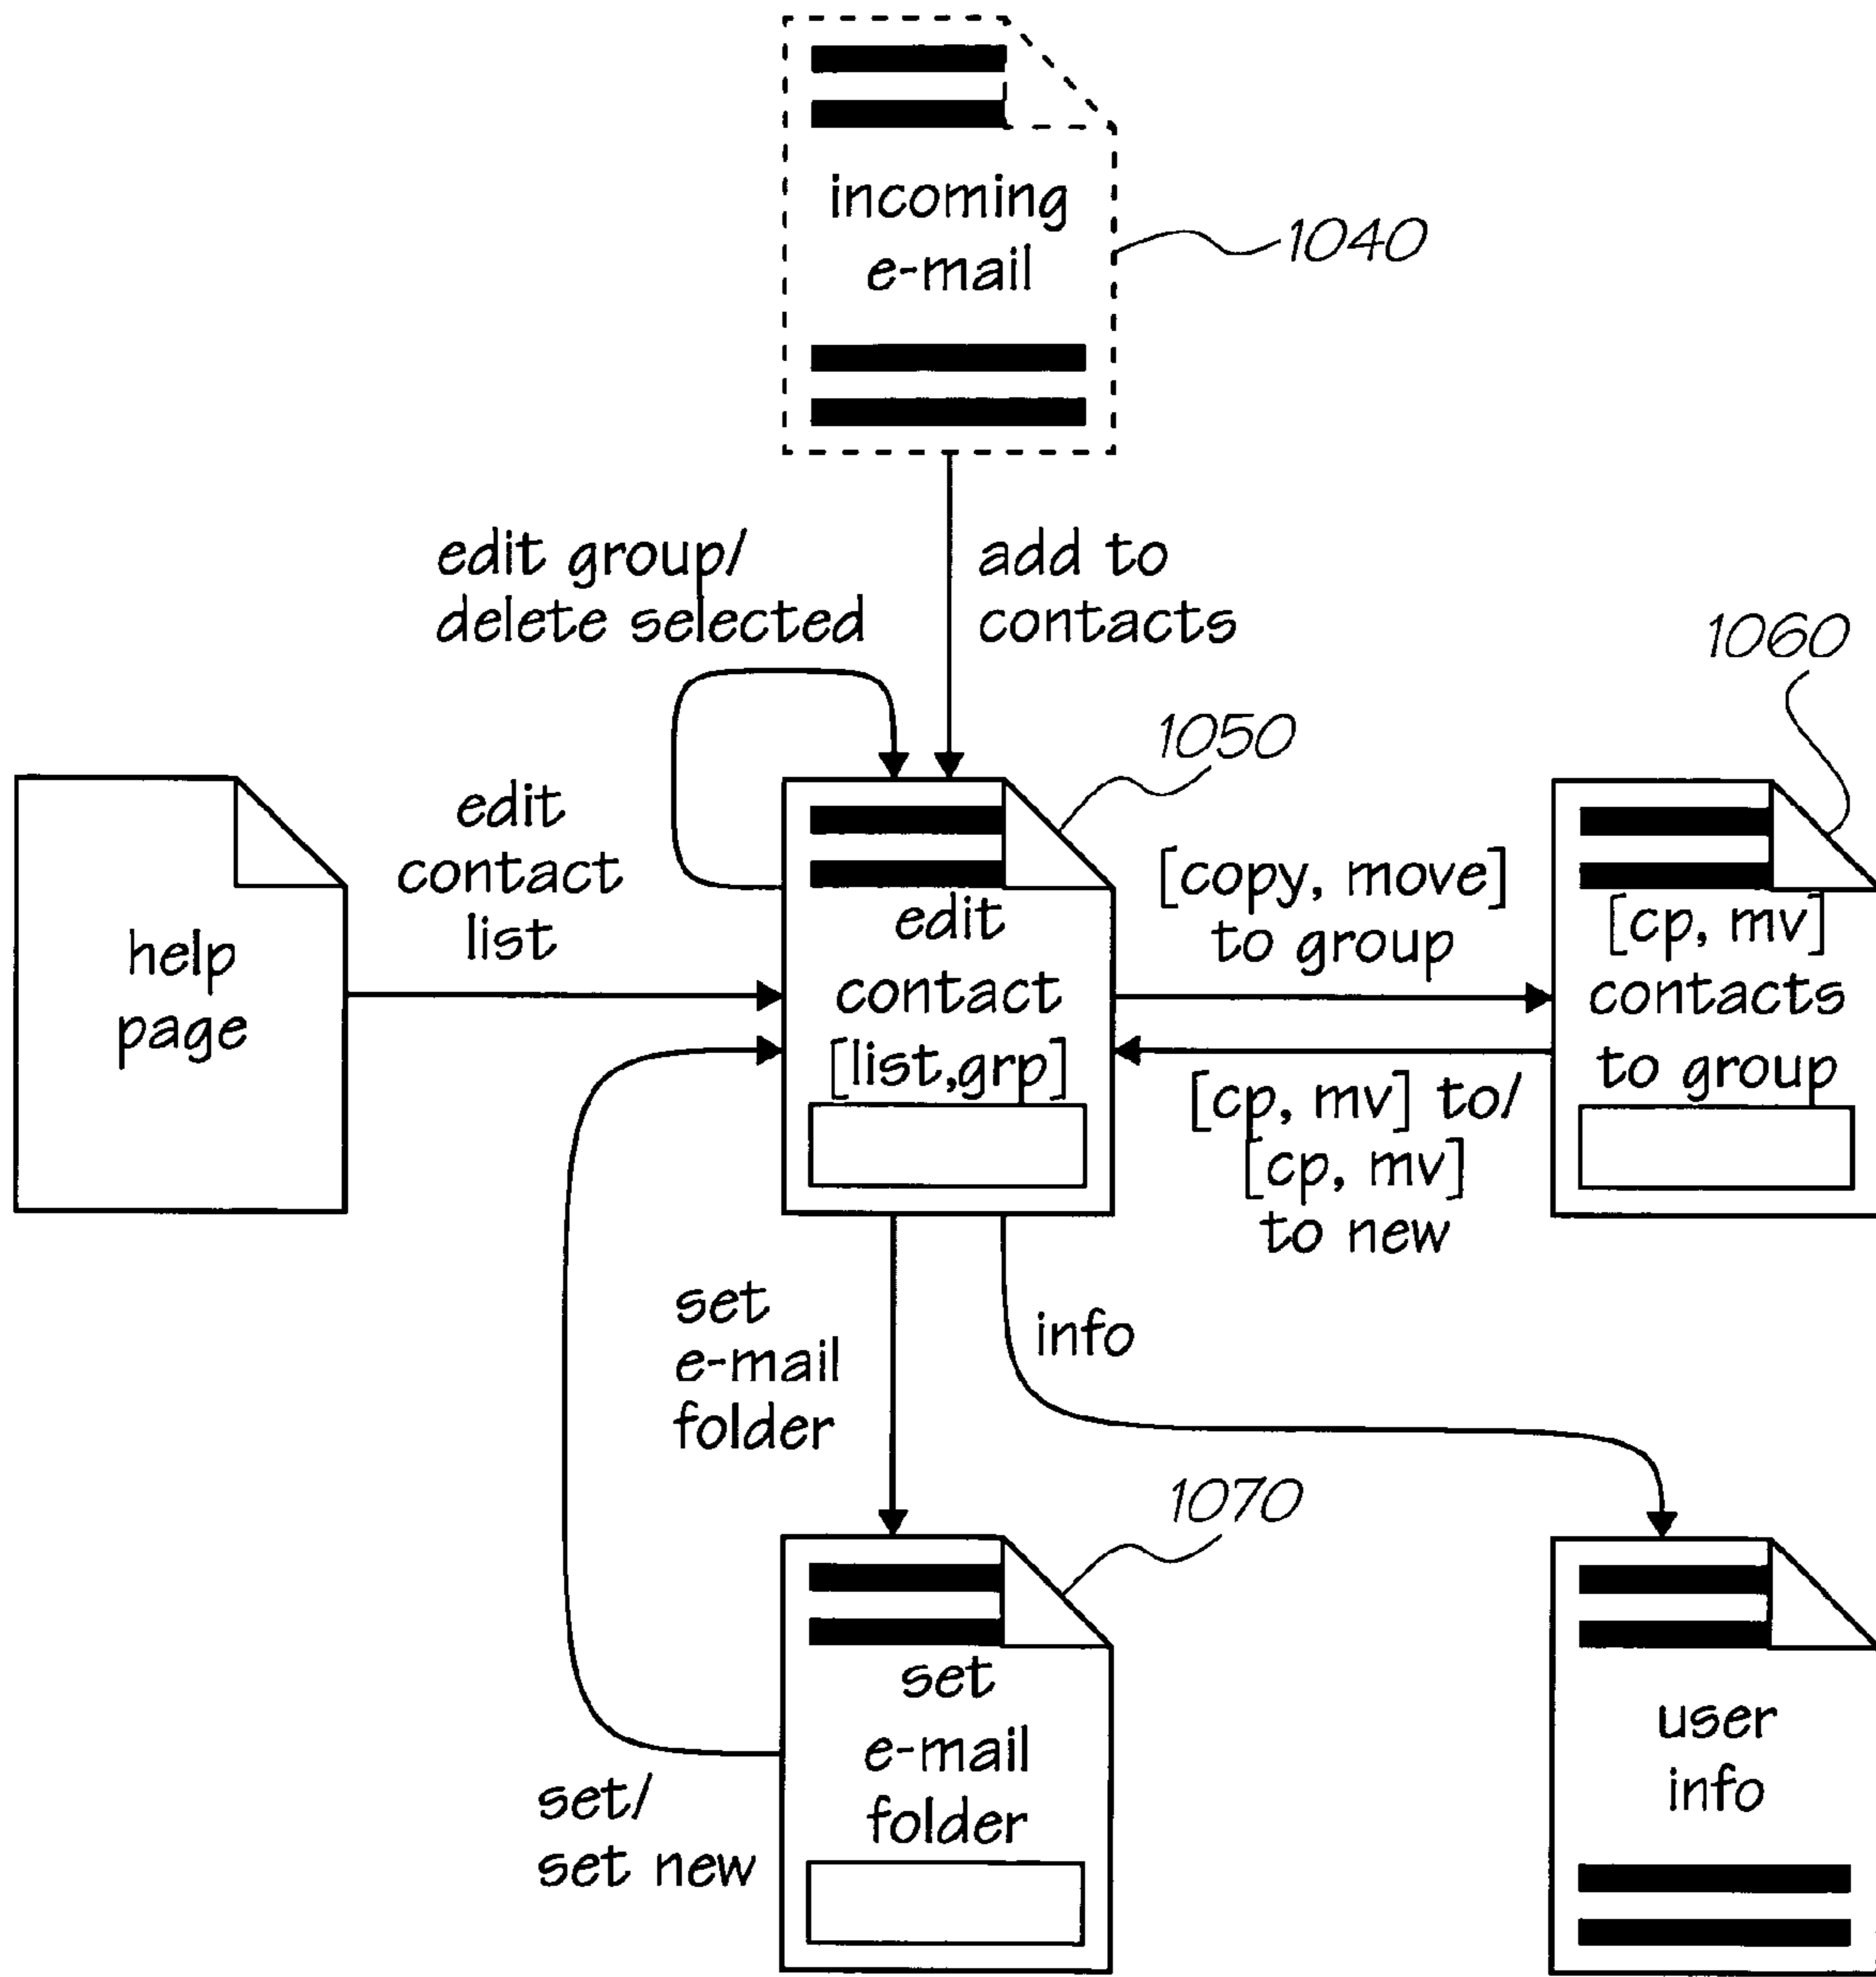 incoming
e-mail
1040
edit group/
delete selected
add to
contacts
1060
1050
help
page
edit
contact
list
edit
contact
[list,grp]
[copy, move]
to group
[cp, mv] to/
[cp, mv]
to new
[cp, mv]
contacts
to group
set
e-mail
folder
info
1070
set/
set new
set
e-mail
folder
user
info